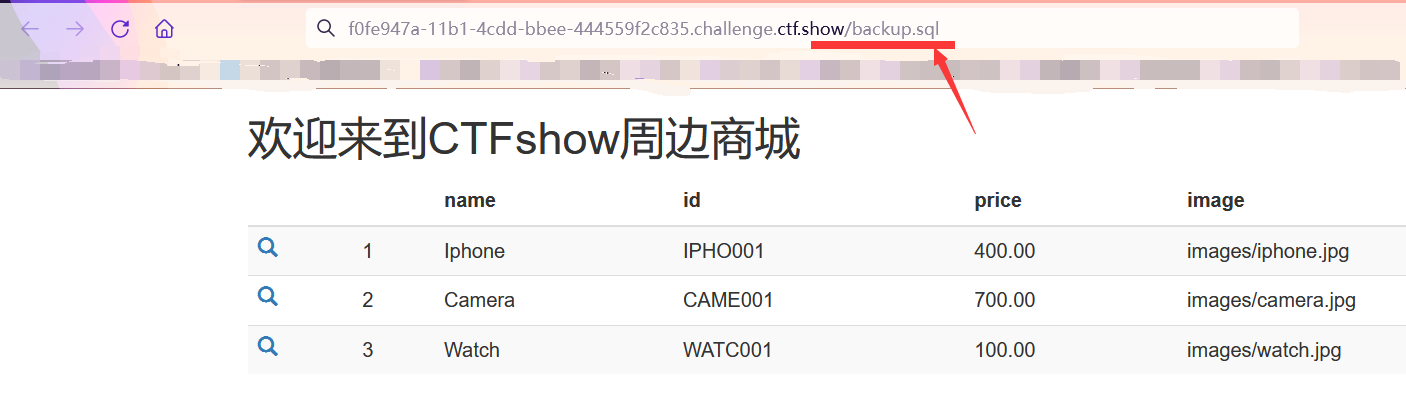 f0fe947a-11b1-4cdd-bbee-444559f2c835.challenge.ctf.show/backup.sql
欢迎来到CTFshow周边商城
name id price image
1 Iphone IPHO001 400.00 images/iphone.jpg
2 Camera CAME001 700.00 images/camera.jpg
3 Watch WATC001 100.00 images/watch.jpg